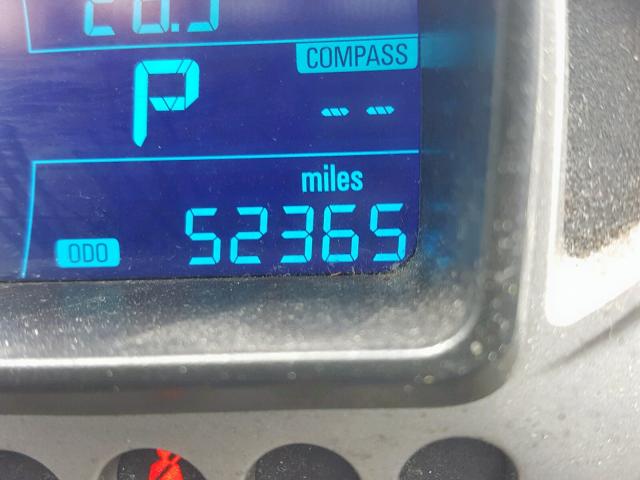 COMPASS
P -- --
miles
ODO 52365